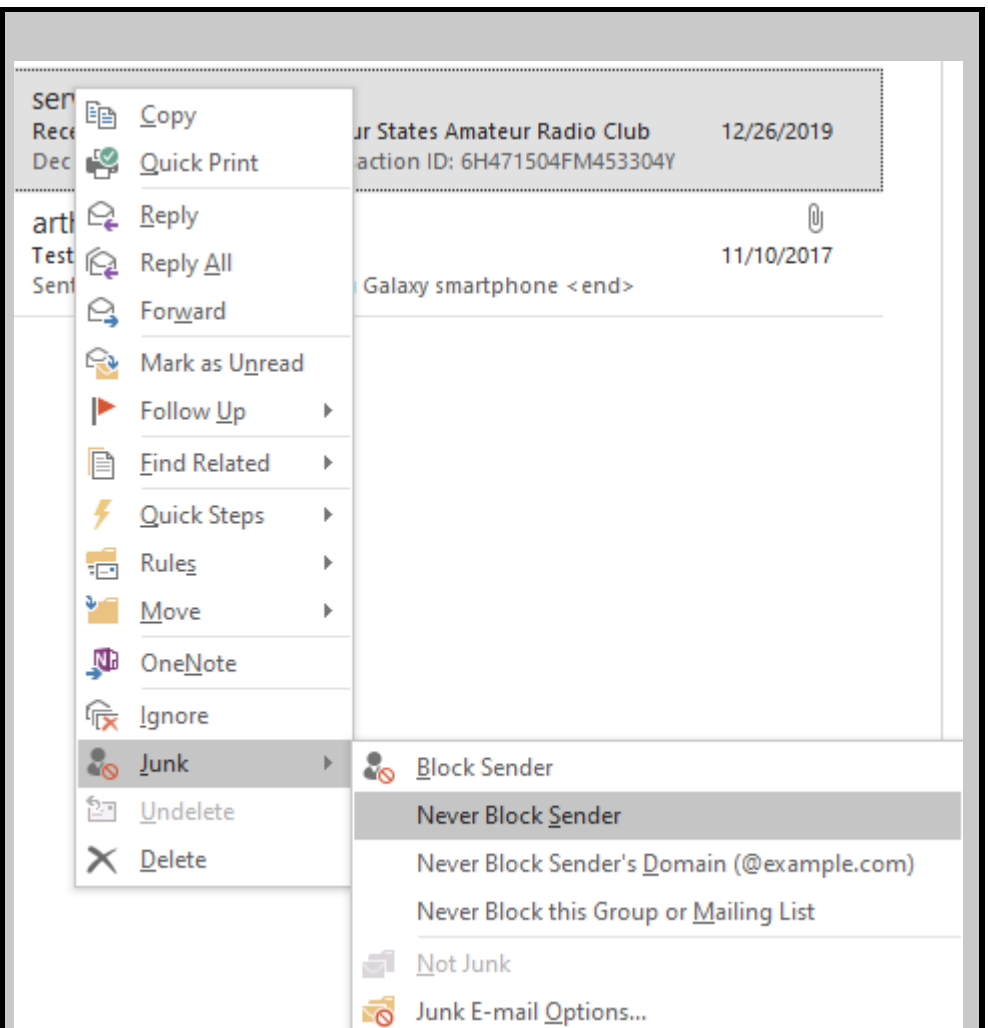 Copy
ur States Amateur Radio Club 12/26/2019
Quick Print
action ID: 6H471504FM453304Y
Dec
Reply
Test
11/10/2017
Reply All
Galaxy smartphone <end>
Forward
Mark as Unread
Follow Up
Find Related
Quick Steps
Rules
Move
OneNote
Ignore
Junk
Undelete
Delete
Block Sender
Never Block Sender
Never Block Sender's Domain (@example.com)
Never Block this Group or Mailing List
Not Junk
Junk E-mail Options...